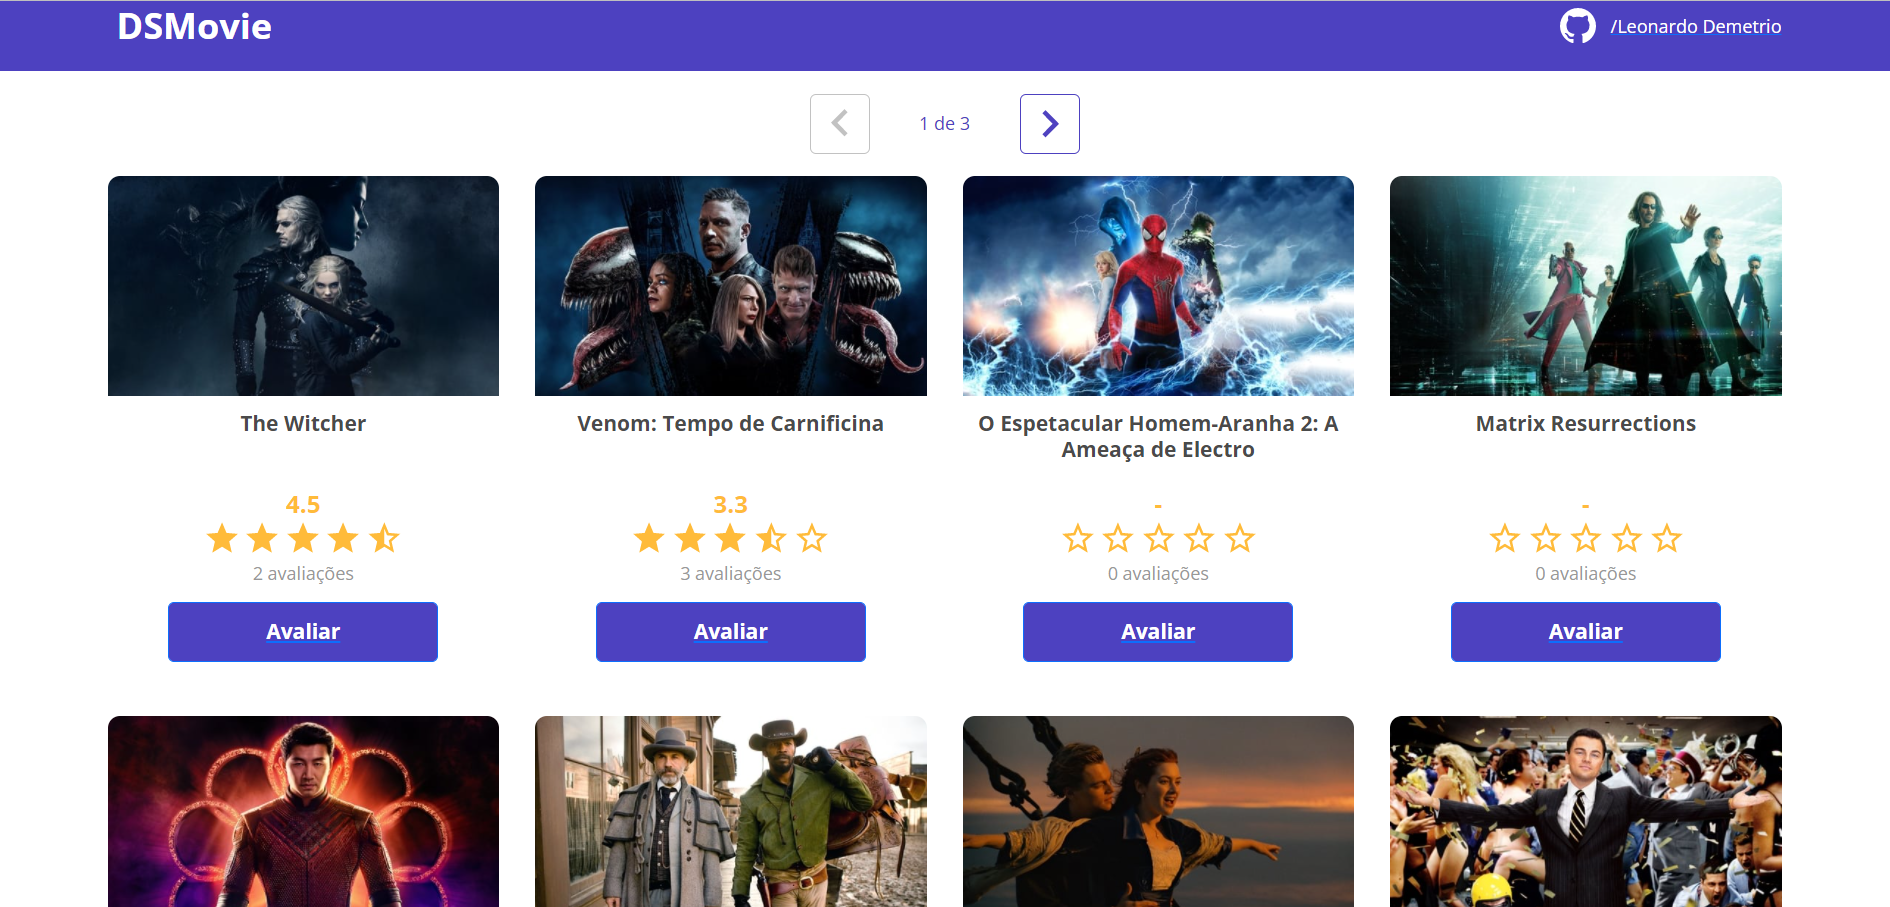 DSMovie
/Leonardo Demetrio
1 de 3
The Witcher
Venom: Tempo de Carnificina
O Espetacular Homem-Aranha 2: A
Ameaça de Electro
Matrix Resurrections
4.5
3.3
-
-
2 avaliações
3 avaliações
0 avaliações
0 avaliações
Avaliar
Avaliar
Avaliar
Avaliar